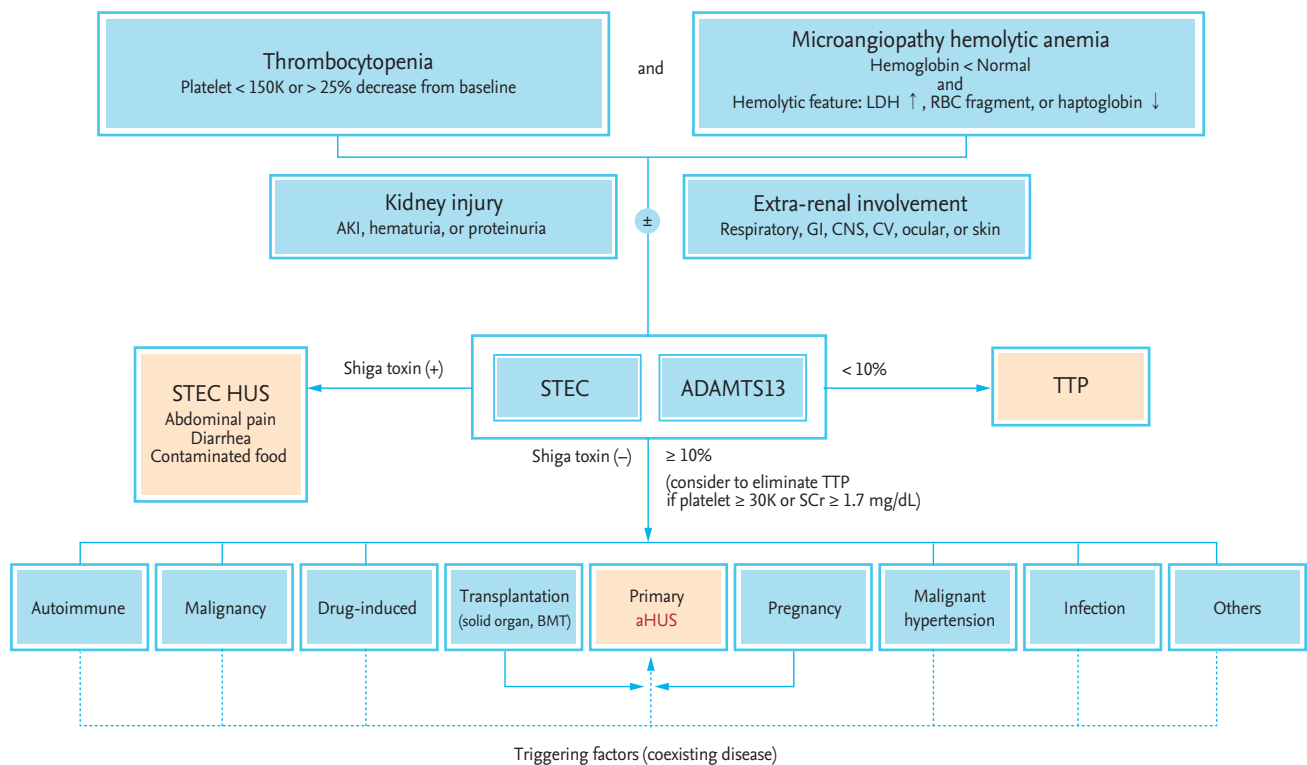 Thrombocytopenia
Platelet < 150K or > 25% decrease from baseline
and
Microangiopathy hemolytic anemia
Hemoglobin < Normal
and
Hemolytic feature: LDH ↑ , RBC fragment, or haptoglobin ↓
Kidney injury
AKI, hematuria, or proteinuria
±
Extra-renal involvement
Respiratory, GI, CNS, CV, ocular, or skin
STEC HUS
Abdominal pain
Diarrhea
Contaminated food
Shiga toxin (+)
STEC
ADAMTS13
< 10%
TTP
Shiga toxin (–)
≥ 10%
(consider to eliminate TTP
if platelet ≥ 30K or SCr ≥ 1.7 mg/dL)
Autoimmune
Malignancy
Drug-induced
Transplantation
(solid organ, BMT)
Primary
aHUS
Pregnancy
Malignant
hypertension
Infection
Others
Triggering factors (coexisting disease)